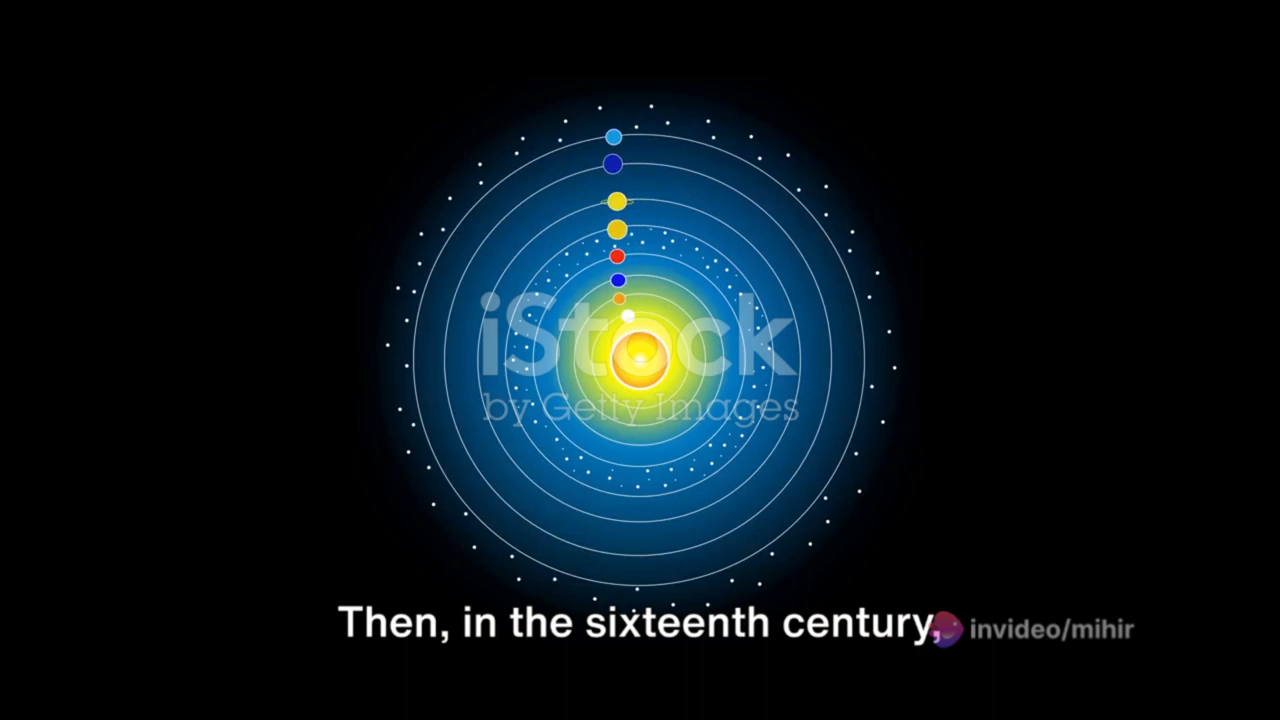 iStock
by Getty Images
Then, in the sixteenth century,
invideo/mihir